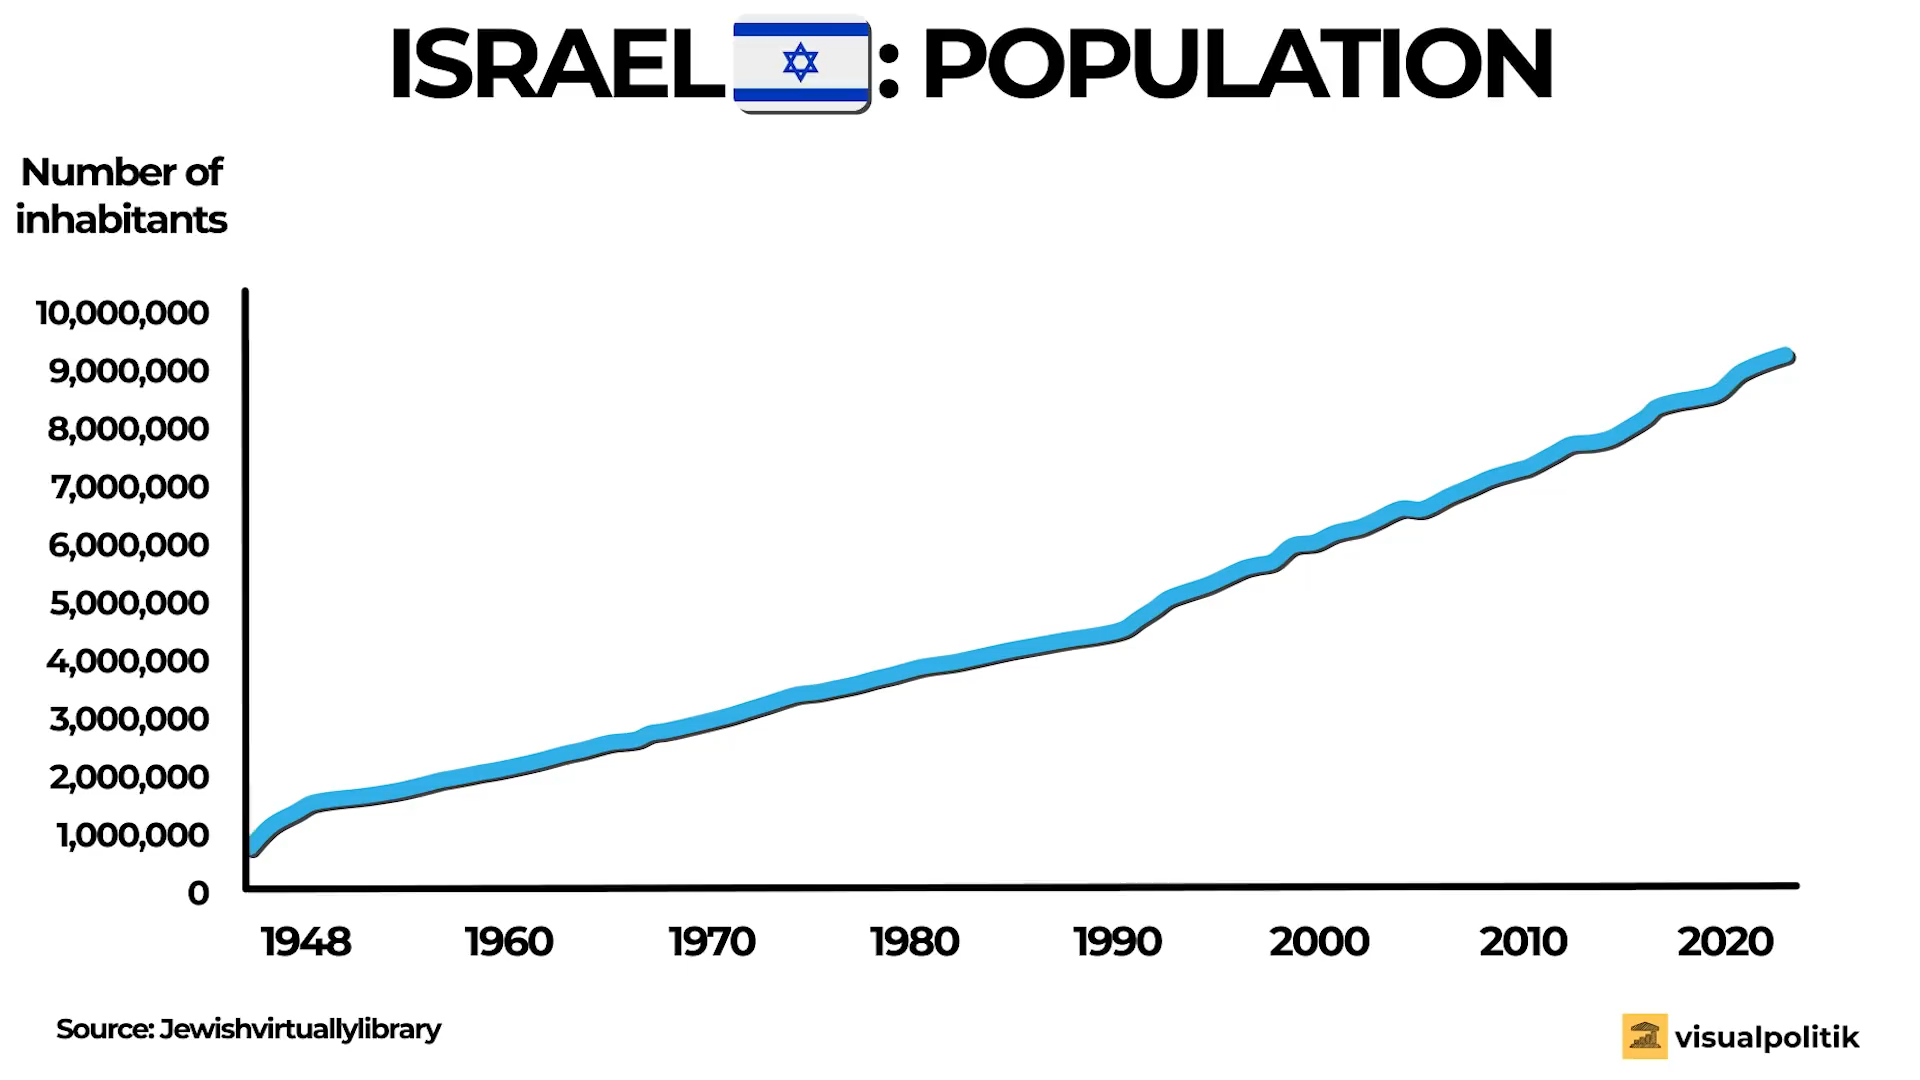 ISRAEL : POPULATION
Number of
inhabitants
10,000,000
9,000,000
8,000,000
7,000,000
6,000,000
5,000,000
4,000,000
3,000,000
2,000,000
1,000,000
0
1948 1960 1970 1980 1990 2000 2010 2020
Source: Jewishvirtuallylibrary
visualpolitik